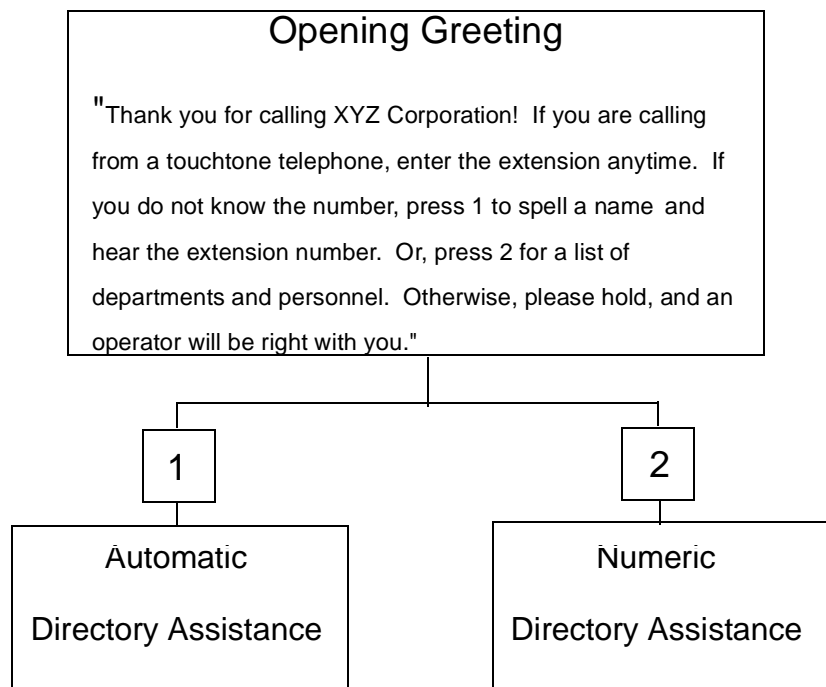 Opening Greeting
"Thank you for calling XYZ Corporation!  If you are calling
from a touchtone telephone, enter the extension anytime.  If
you do not know the number, press 1 to spell a name and
hear the extension number.  Or, press 2 for a list of
departments and personnel.  Otherwise, please hold, and an
operator will be right with you."
1
2
Automatic
Directory Assistance
Numeric
Directory Assistance